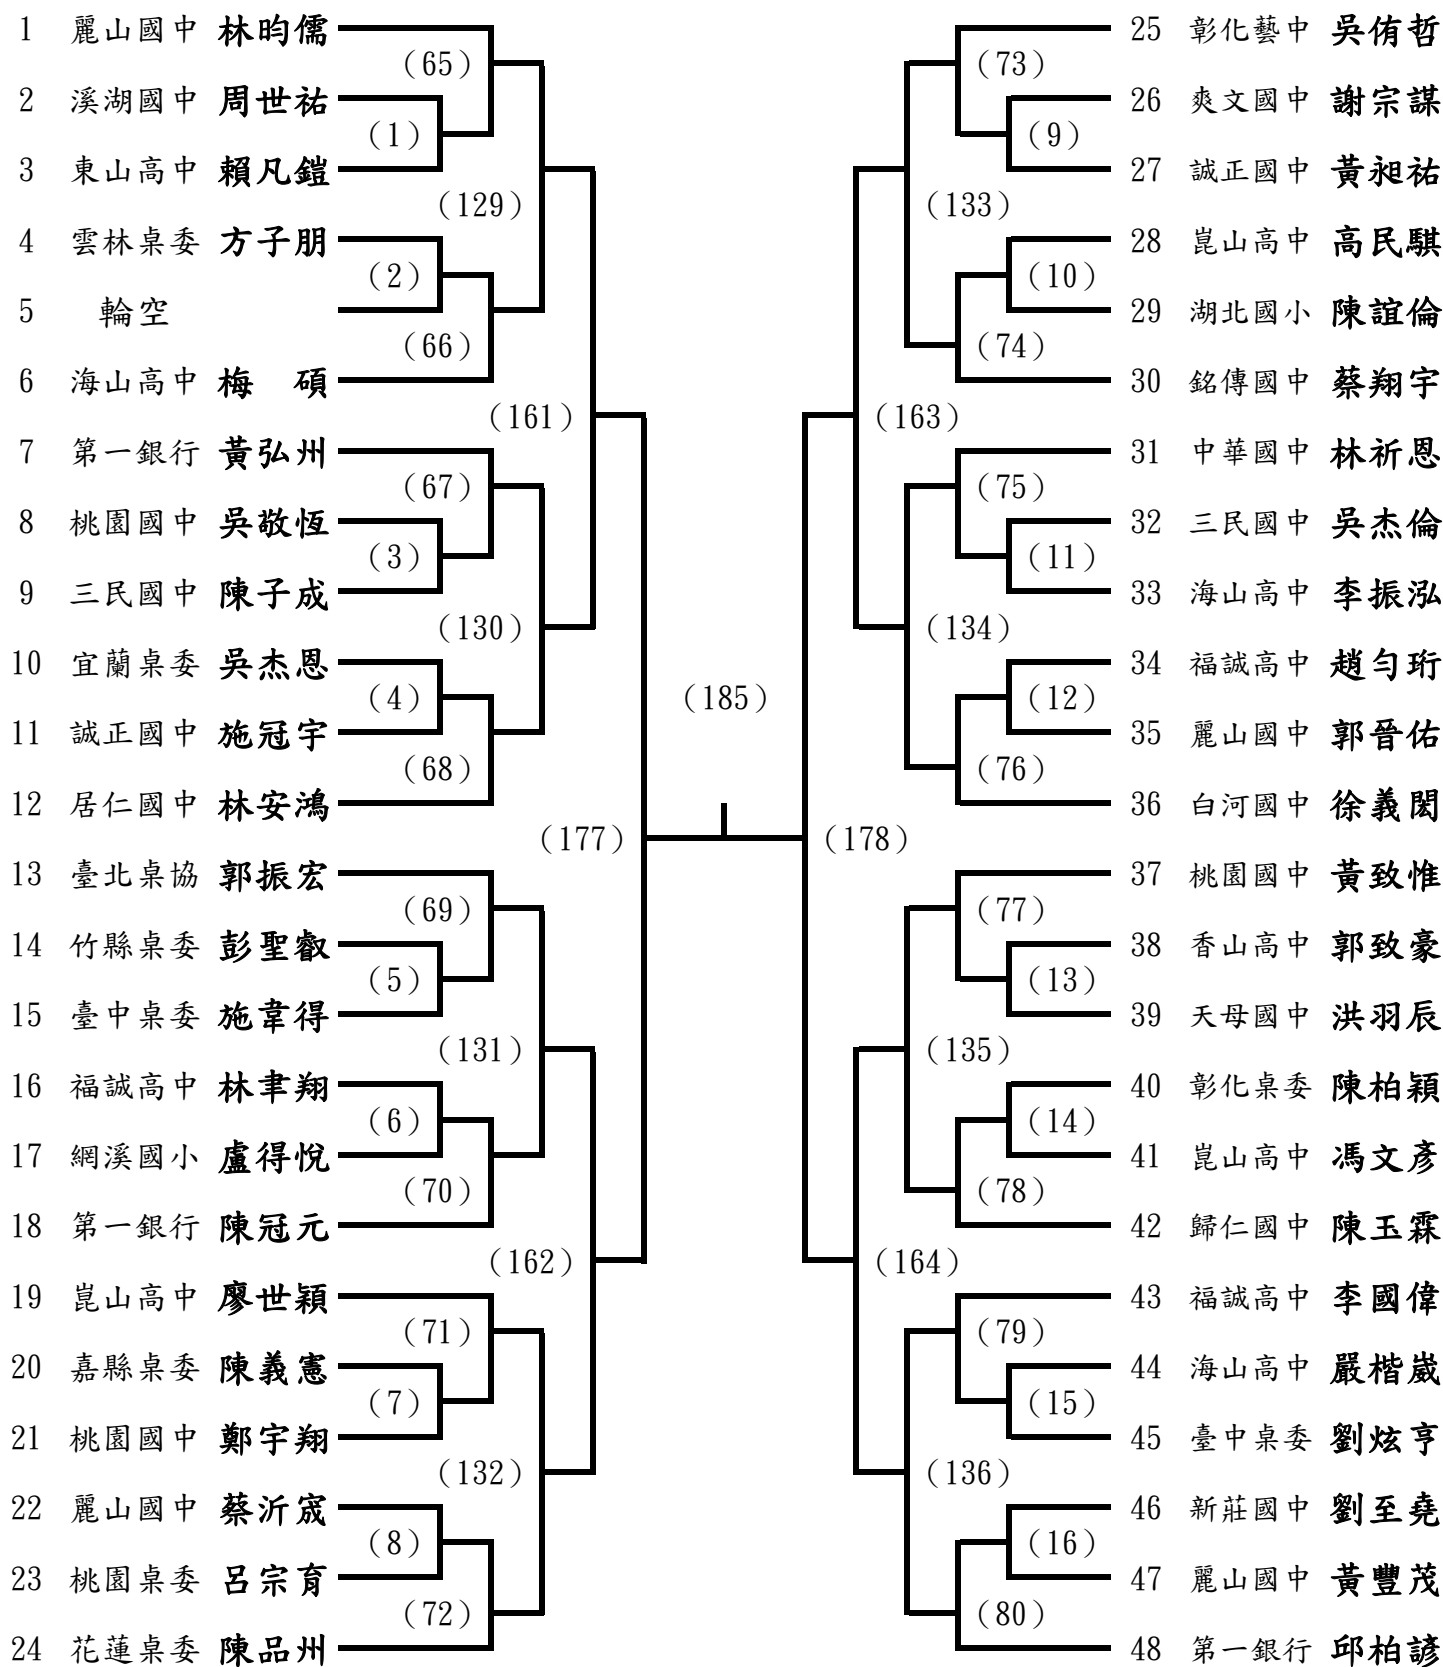 1 麗山國中 林昀儒
(65)
2 溪湖國中 周世祐
(1)
3 東山高中 賴凡鎧
(129)
4 雲林桌委 方子朋
(2)
5 輪空
(66)
6 海山高中 梅 碩
(161)
7 第一銀行 黃弘州
(67)
8 桃園國中 吳敬恆
(3)
9 三民國中 陳子成
(130)
10 宜蘭桌委 吳杰恩
(4)
11 誠正國中 施冠宇
(68)
12 居仁國中 林安鴻
(177)
13 臺北桌協 郭振宏
(69)
14 竹縣桌委 彭聖叡
(5)
15 臺中桌委 施韋得
(131)
16 福誠高中 林聿翔
(6)
17 網溪國小 盧得悅
(70)
18 第一銀行 陳冠元
(162)
19 崑山高中 廖世穎
(71)
20 嘉縣桌委 陳義憲
(7)
21 桃園國中 鄭宇翔
(132)
22 麗山國中 蔡沂宬
(8)
23 桃園桌委 呂宗育
(72)
24 花蓮桌委 陳品州
(185)
25 彰化藝中 吳侑哲
(73)
26 爽文國中 謝宗謀
(9)
27 誠正國中 黃昶祐
(133)
28 崑山高中 高民騏
(10)
29 湖北國小 陳誼倫
(74)
30 銘傳國中 蔡翔宇
(163)
31 中華國中 林祈恩
(75)
32 三民國中 吳杰倫
(11)
33 海山高中 李振泓
(134)
34 福誠高中 趙勻珩
(12)
35 麗山國中 郭晉佑
(76)
36 白河國中 徐義閎
(178)
37 桃園國中 黃致惟
(77)
38 香山高中 郭致豪
(13)
39 天母國中 洪羽辰
(135)
40 彰化桌委 陳柏穎
(14)
41 崑山高中 馮文彥
(78)
42 歸仁國中 陳玉霖
(164)
43 福誠高中 李國偉
(79)
44 海山高中 嚴楷崴
(15)
45 臺中桌委 劉炫亨
(136)
46 新莊國中 劉至堯
(16)
47 麗山國中 黃豐茂
(80)
48 第一銀行 邱柏諺